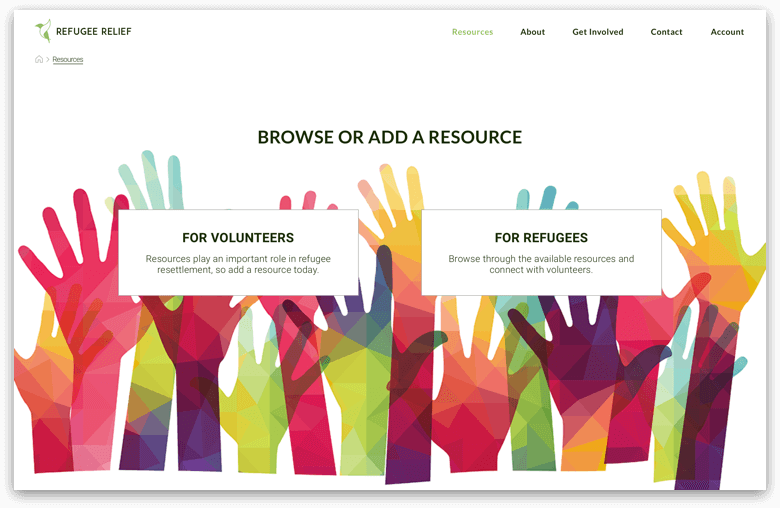 REFUGEE RELIEF
Resources About Get Involved Contact Account
Resources
BROWSE OR ADD A RESOURCE
FOR VOLUNTEERS
Resources play an important role in refugee
resettlement, so add a resource today.
FOR REFUGEES
Browse through the available resources and
connect with volunteers.